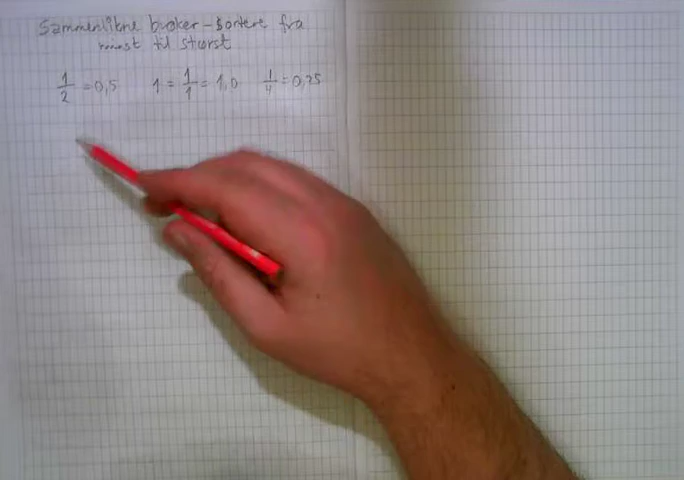 Sammenlikne brøker - Sortere fra
minst til størst
1/2 = 0,5 1 = 1/1 = 1,0 1/4 = 0,25